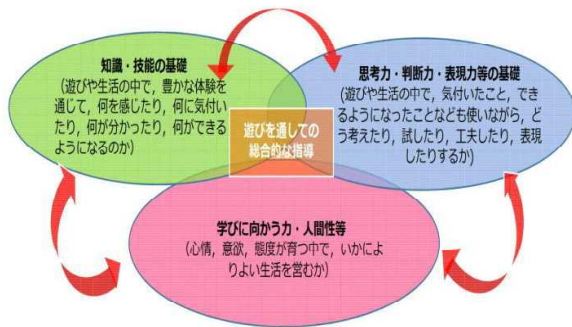 知識・技能の基礎
（遊びや生活の中で，豊かな体験を
通じて，何を感じたり，何に気付い
たり，何が分かったり，何ができる
ようになるのか）
思考力・判断力・表現力等の基礎
（遊びや生活の中で，気付いたこと，でき
るようになったことなども使いながら，ど
う考えたり，試したり，工夫したり，表現
したりするか）
遊びを通しての
総合的な指導
学びに向かう力・人間性等
（心情，意欲，態度が育つ中で，いかによ
りよい生活を営むか）